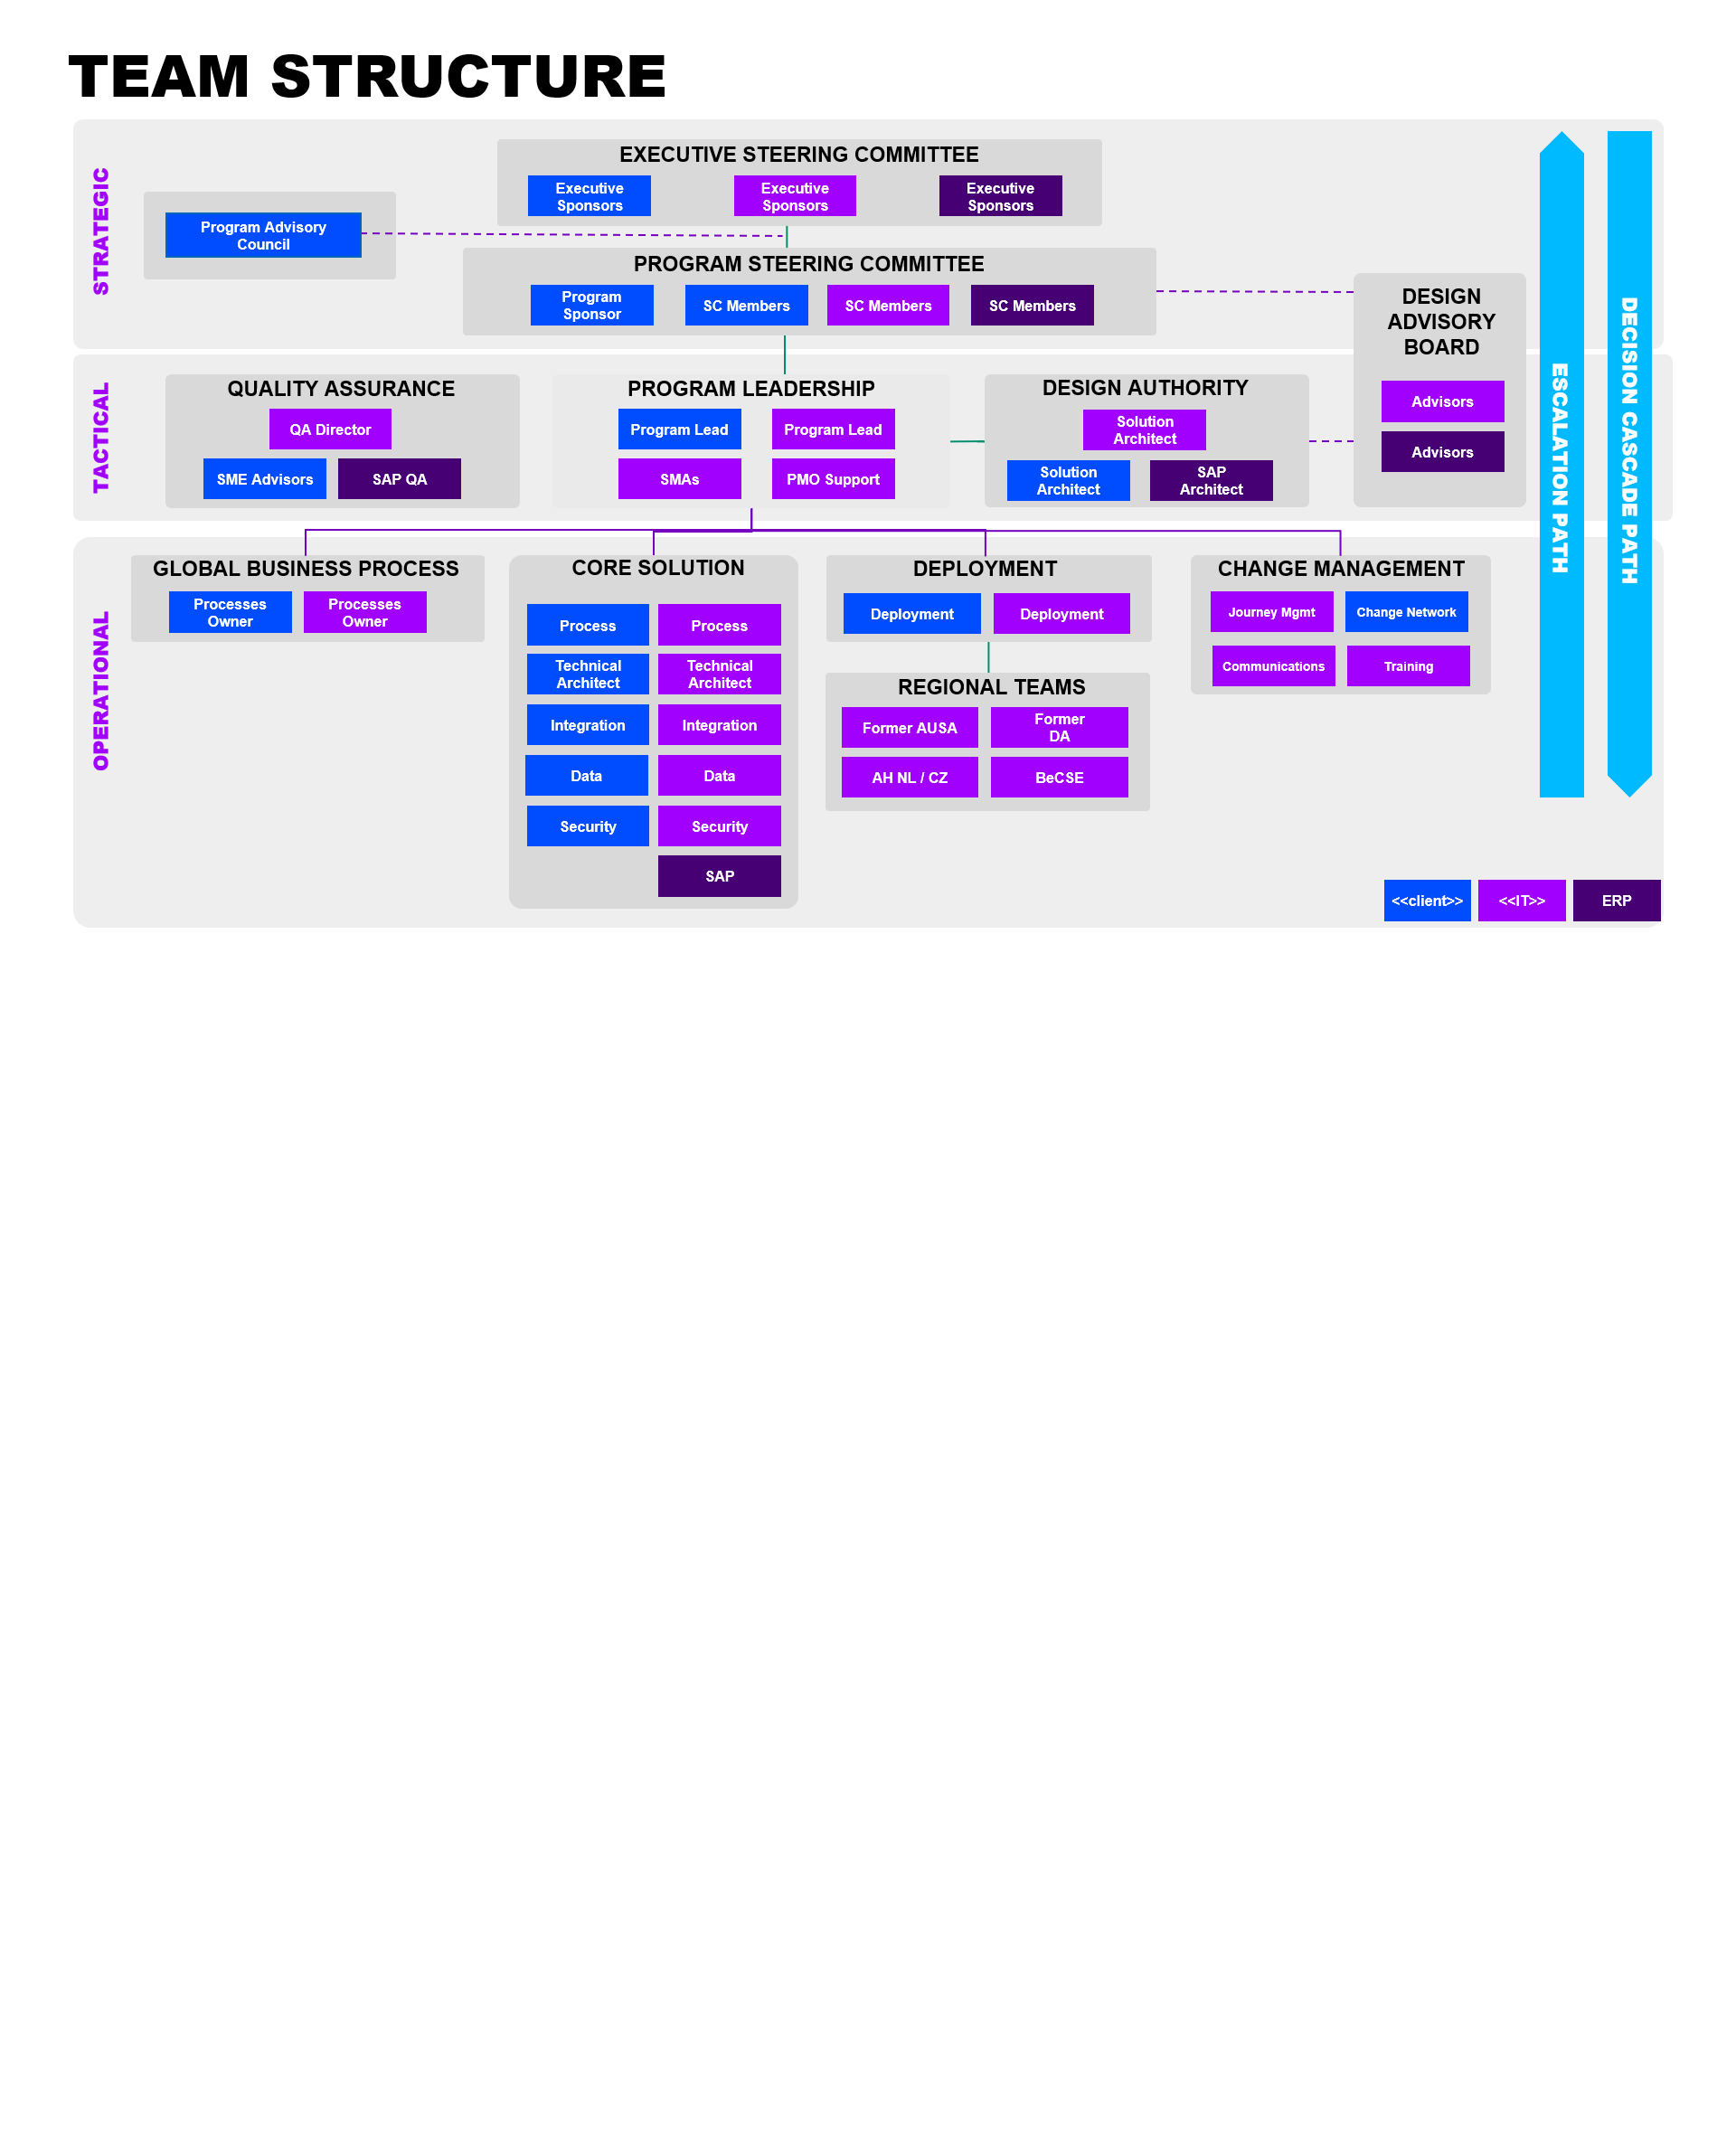 TEAM STRUCTURE
STRATEGIC
EXECUTIVE STEERING COMMITTEE
Executive
Sponsors
Executive
Sponsors
Executive
Sponsors
Program Advisory
Council
PROGRAM STEERING COMMITTEE
Program
Sponsor
SC Members
SC Members
SC Members
DESIGN
ADVISORY
BOARD
Advisors
Advisors
ESCALATION PATH
DECISION CASCADE PATH
TACTICAL
QUALITY ASSURANCE
QA Director
SME Advisors
SAP QA
PROGRAM LEADERSHIP
Program Lead
Program Lead
SMAs
PMO Support
DESIGN AUTHORITY
Solution
Architect
Solution
Architect
SAP
Architect
OPERATIONAL
GLOBAL BUSINESS PROCESS
Processes
Owner
Processes
Owner
CORE SOLUTION
Process
Process
Technical
Architect
Technical
Architect
Integration
Integration
Data
Data
Security
Security
SAP
DEPLOYMENT
Deployment
Deployment
REGIONAL TEAMS
Former AUSA
Former
DA
AH NL / CZ
BeCSE
CHANGE MANAGEMENT
Journey Mgmt
Change Network
Communications
Training
<<client>>
<<IT>>
ERP